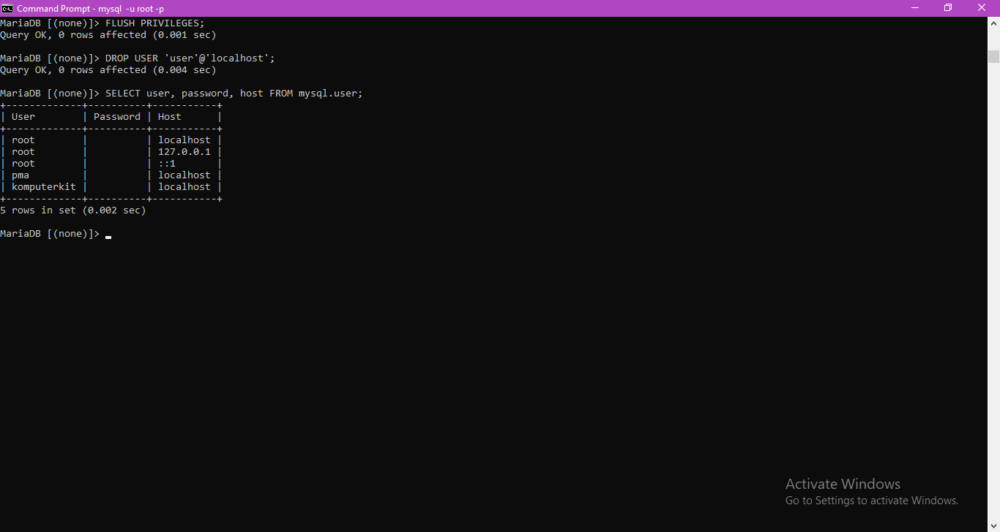 Command Prompt - mysql  -u root -p
MariaDB [(none)]> FLUSH PRIVILEGES;
Query OK, 0 rows affected (0.001 sec)

MariaDB [(none)]> DROP USER 'user'@'localhost';
Query OK, 0 rows affected (0.004 sec)

MariaDB [(none)]> SELECT user, password, host FROM mysql.user;
+-------------+----------+-----------+
| User        | Password | Host      |
+-------------+----------+-----------+
| root        |          | localhost |
| root        |          | 127.0.0.1 |
| root        |          | ::1       |
| pma         |          | localhost |
| komputerkit |          | localhost |
+-------------+----------+-----------+
5 rows in set (0.002 sec)

MariaDB [(none)]> _
Activate Windows
Go to Settings to activate Windows.